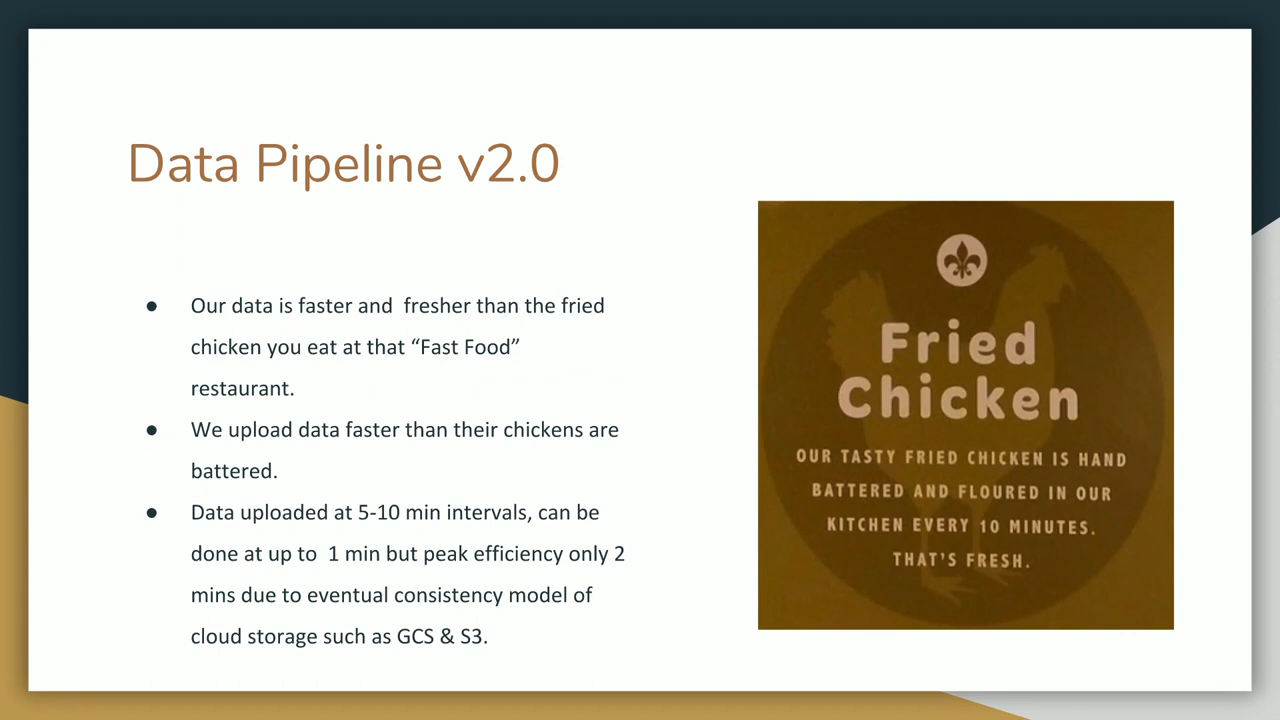 Data Pipeline v2.0
● Our data is faster and  fresher than the fried
chicken you eat at that “Fast Food”
restaurant.
● We upload data faster than their chickens are
battered.
● Data uploaded at 5-10 min intervals, can be
done at up to  1 min but peak efficiency only 2
mins due to eventual consistency model of
cloud storage such as GCS & S3.
Fried
Chicken
OUR TASTY FRIED CHICKEN IS HAND
BATTERED AND FLOURED IN OUR
KITCHEN EVERY 10 MINUTES.
THAT’S FRESH.